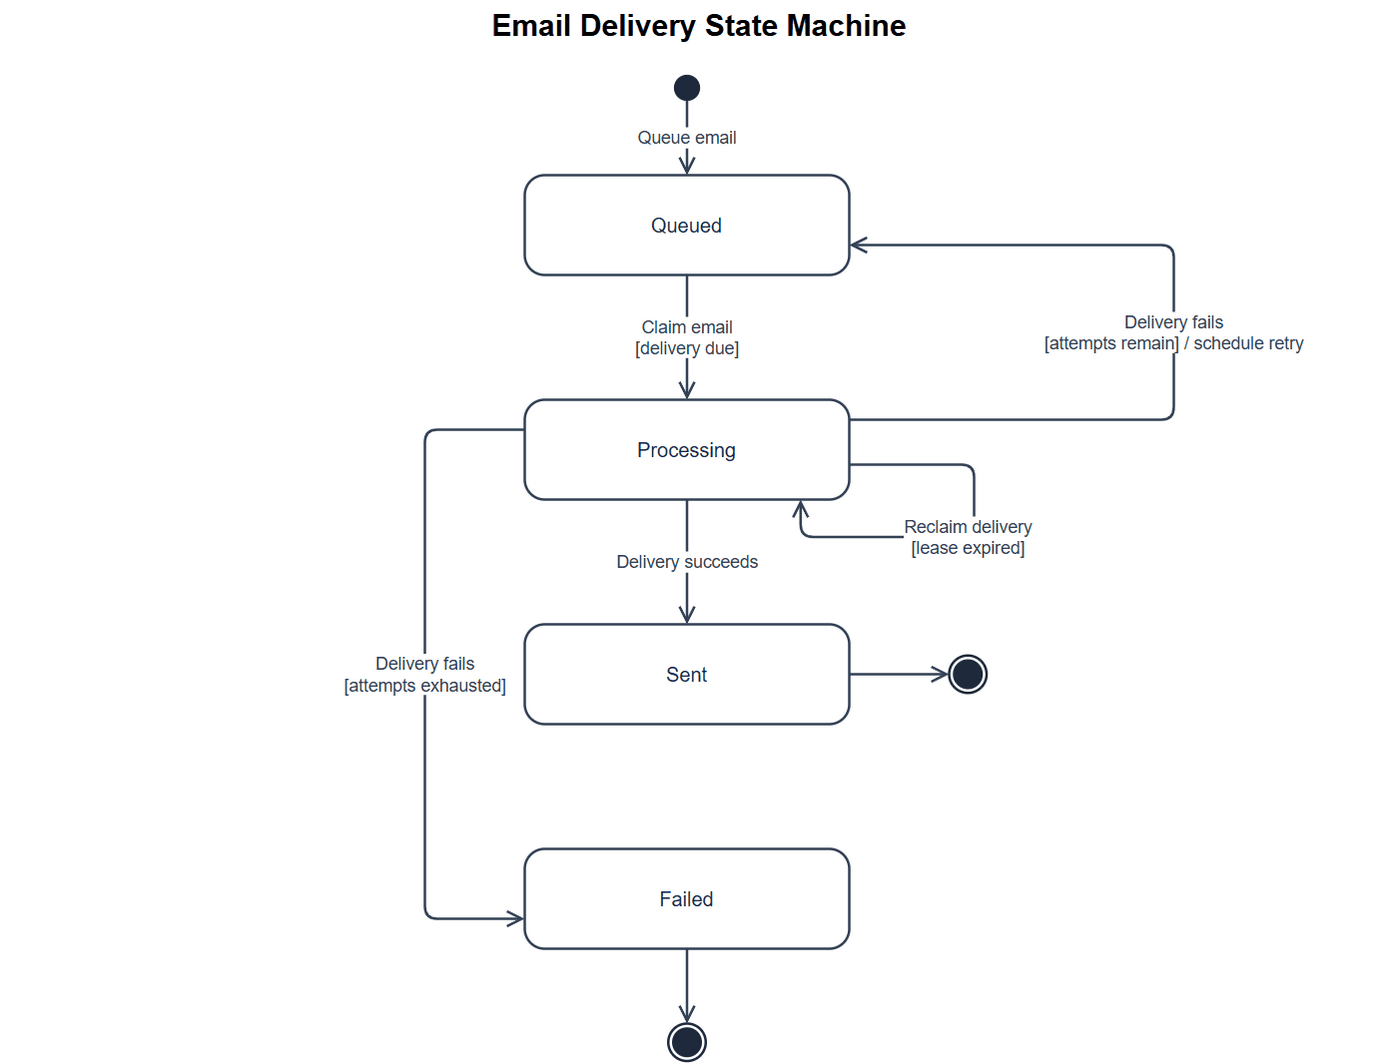 Email Delivery State Machine
Queue email
Queued
Claim email
[delivery due]
Delivery fails
[attempts remain] / schedule retry
Processing
Reclaim delivery
[lease expired]
Delivery succeeds
Delivery fails
[attempts exhausted]
Sent
Failed